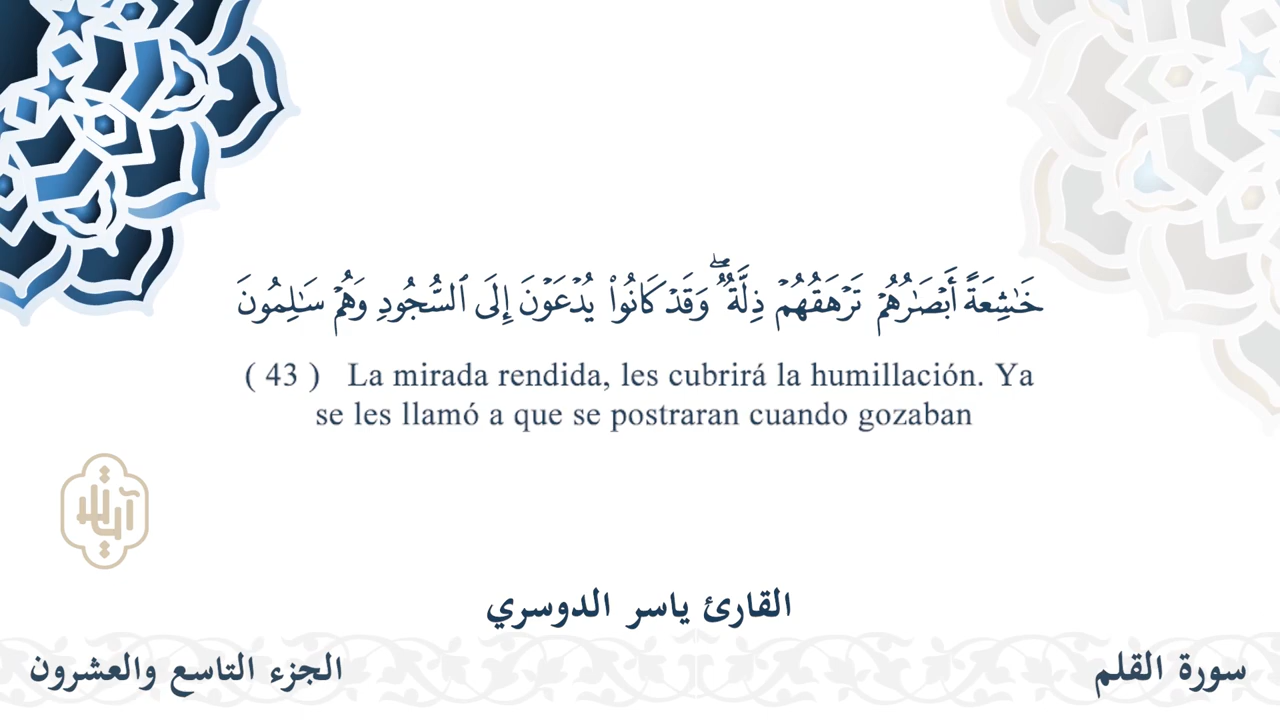 خَٰشِعَةً أَبْصَٰرُهُمْ تَرْهَقُهُمْ ذِلَّةٌۖ وَقَدْ كَانُوا۟ يُدْعَوْنَ إِلَى ٱلسُّجُودِ وَهُمْ سَٰلِمُونَ
( 43 ) La mirada rendida, les cubrirá la humillación. Ya
se les llamó a que se postraran cuando gozaban
القارئ ياسر الدوسري
سورة القلم
الجزء التاسع والعشرون